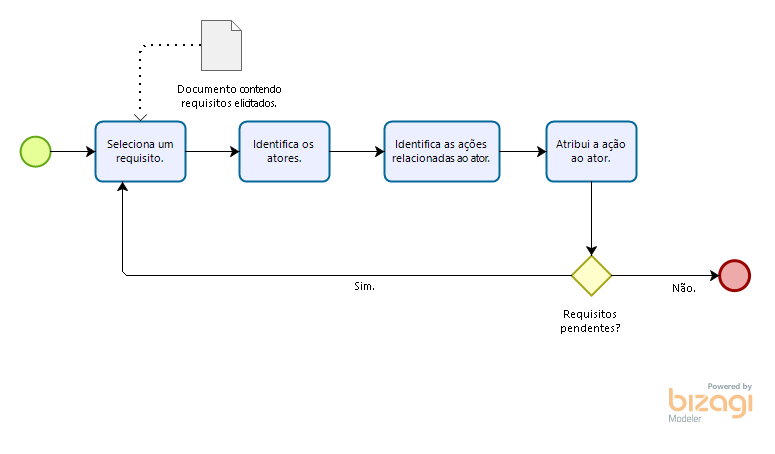 Documento contendo
requisitos elicitados.
Seleciona um
requisito.
Identifica os
atores.
Identifica as ações
relacionadas ao ator.
Atribui a ação
ao ator.
Sim.
Não.
Requisitos
pendentes?
Powered by
bizagi
Modeler